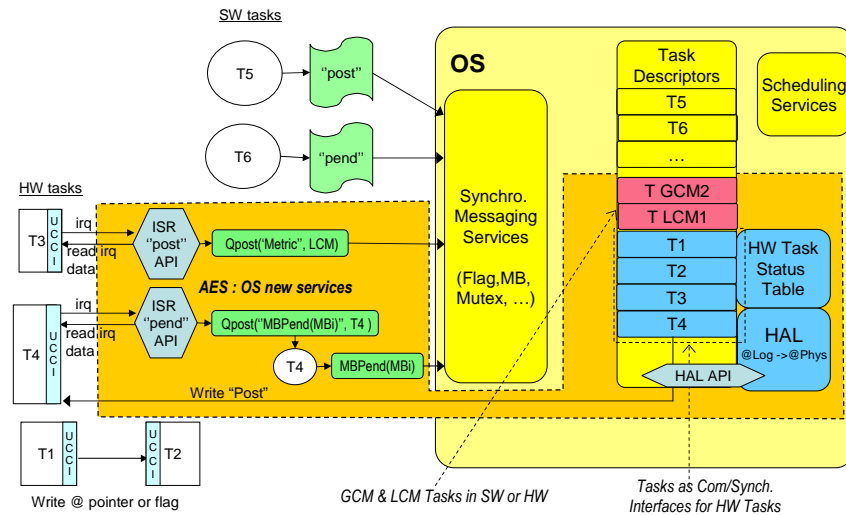 SW tasks
T5
“post”
T6
“pend”
OS
Task
Descriptors
T5
T6
...
T GCM2
T LCM1
T1
T2
T3
T4
Scheduling
Services
Synchro.
Messaging
Services
(Flag,MB,
Mutex, ...)
HW Task
Status
Table
HAL
@Log ->@Phys
HAL API
HW tasks
T3
UCCI
irq
read irq
data
ISR
“post”
API
Qpost(‘Metric”, LCM)
AES : OS new services
T4
UCCI
irq
read irq
data
ISR
“pend”
API
Qpost(“MBPend(MBi)”, T4 )
T4
MBPend(MBi)
Write “Post”
T1
UCCI
UCCI
T2
Write @ pointer or flag
GCM & LCM Tasks in SW or HW
Tasks as Com/Synch.
Interfaces for HW Tasks